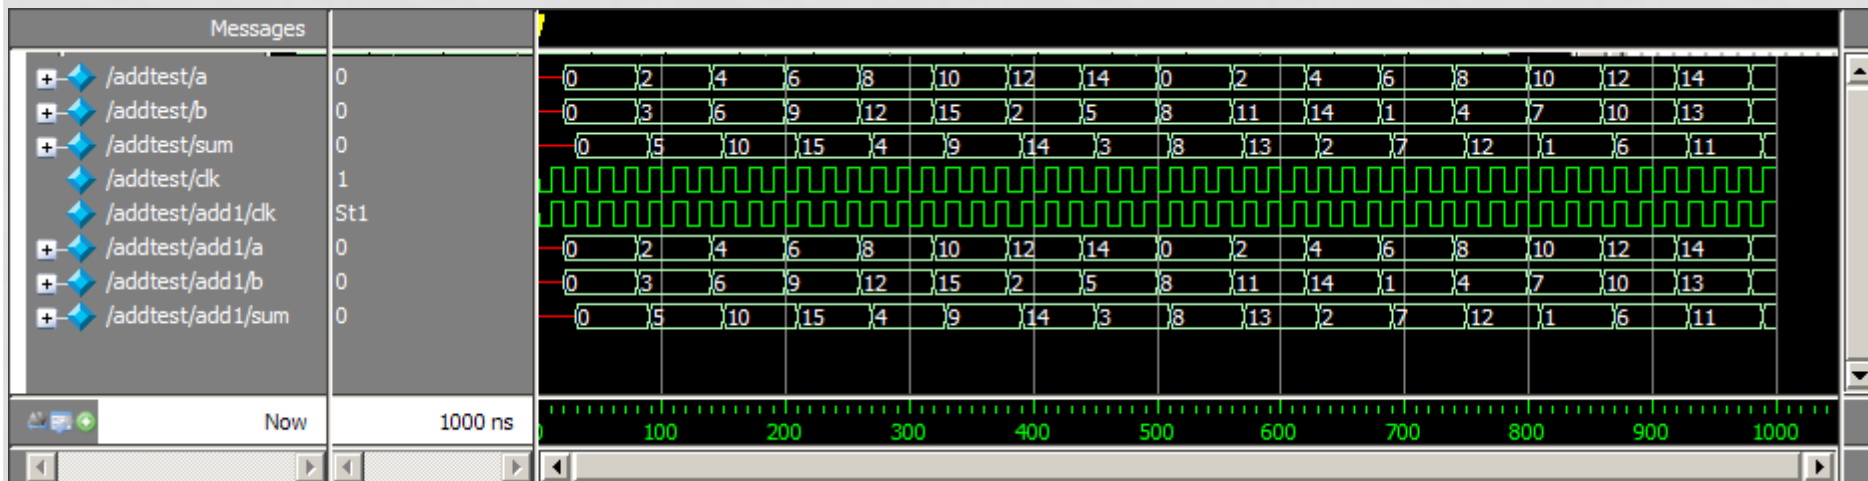 Messages
/addtest/a 0 0 2 4 6 8 10 12 14 0 2 4 6 8 10 12 14
/addtest/b 0 0 3 6 9 12 15 2 5 8 11 14 1 4 7 10 13
/addtest/sum 0 0 5 10 15 4 9 14 3 8 13 2 7 12 1 6 11
/addtest/clk 1
/addtest/add1/clk St1
/addtest/add1/a 0 0 2 4 6 8 10 12 14 0 2 4 6 8 10 12 14
/addtest/add1/b 0 0 3 6 9 12 15 2 5 8 11 14 1 4 7 10 13
/addtest/add1/sum 0 0 5 10 15 4 9 14 3 8 13 2 7 12 1 6 11
Now 1000 ns 100 200 300 400 500 600 700 800 900 1000